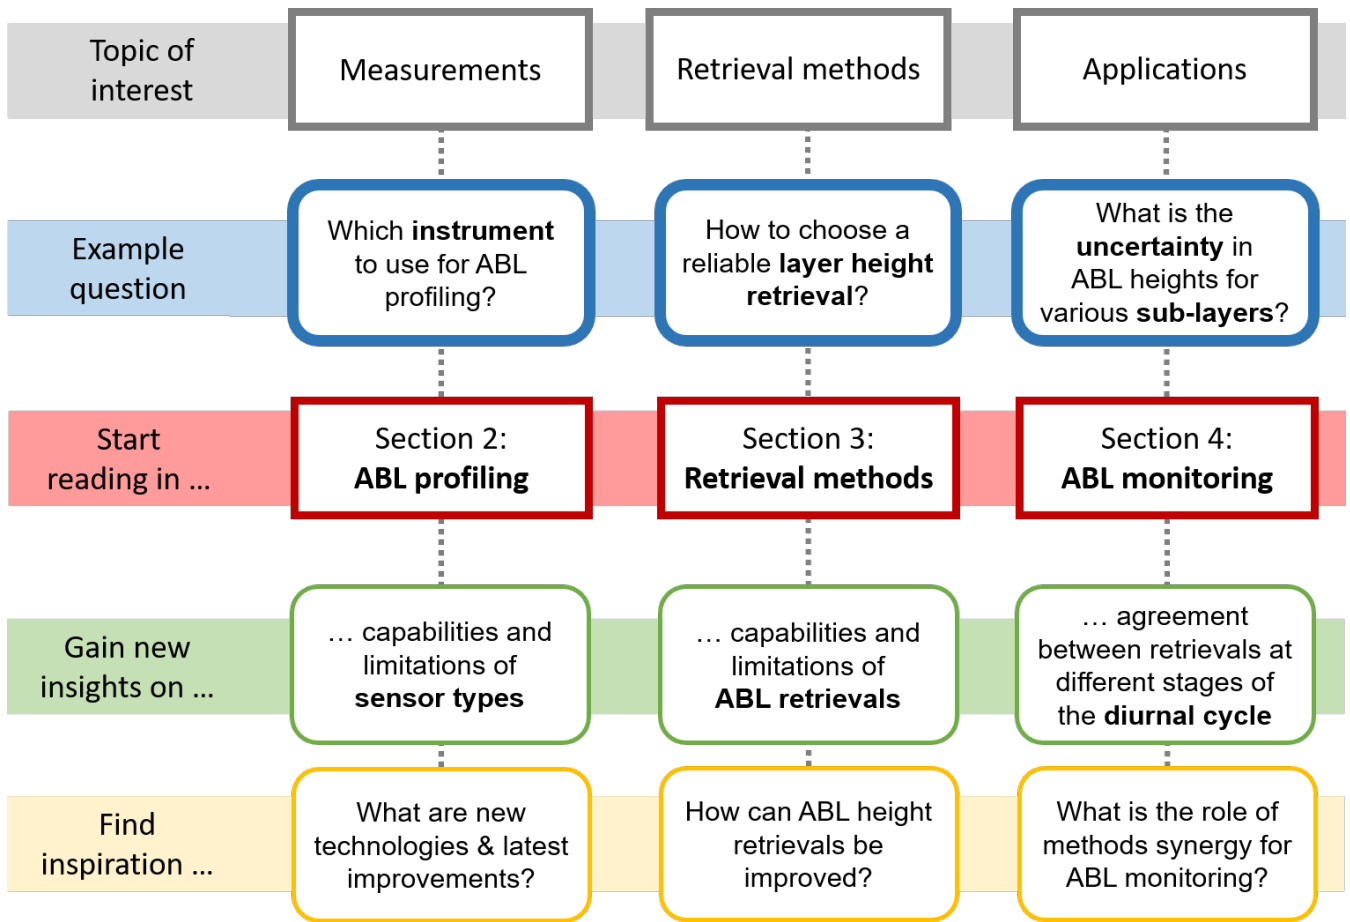 Topic of
interest
Measurements
Retrieval methods
Applications
Example
question
Which instrument
to use for ABL
profiling?
How to choose a
reliable layer height
retrieval?
What is the
uncertainty in
ABL heights for
various sub-layers?
Start
reading in ...
Section 2:
ABL profiling
Section 3:
Retrieval methods
Section 4:
ABL monitoring
Gain new
insights on ...
... capabilities and
limitations of
sensor types
... capabilities and
limitations of
ABL retrievals
... agreement
between retrievals at
different stages of
the diurnal cycle
Find
inspiration ...
What are new
technologies & latest
improvements?
How can ABL height
retrievals be
improved?
What is the role of
methods synergy for
ABL monitoring?